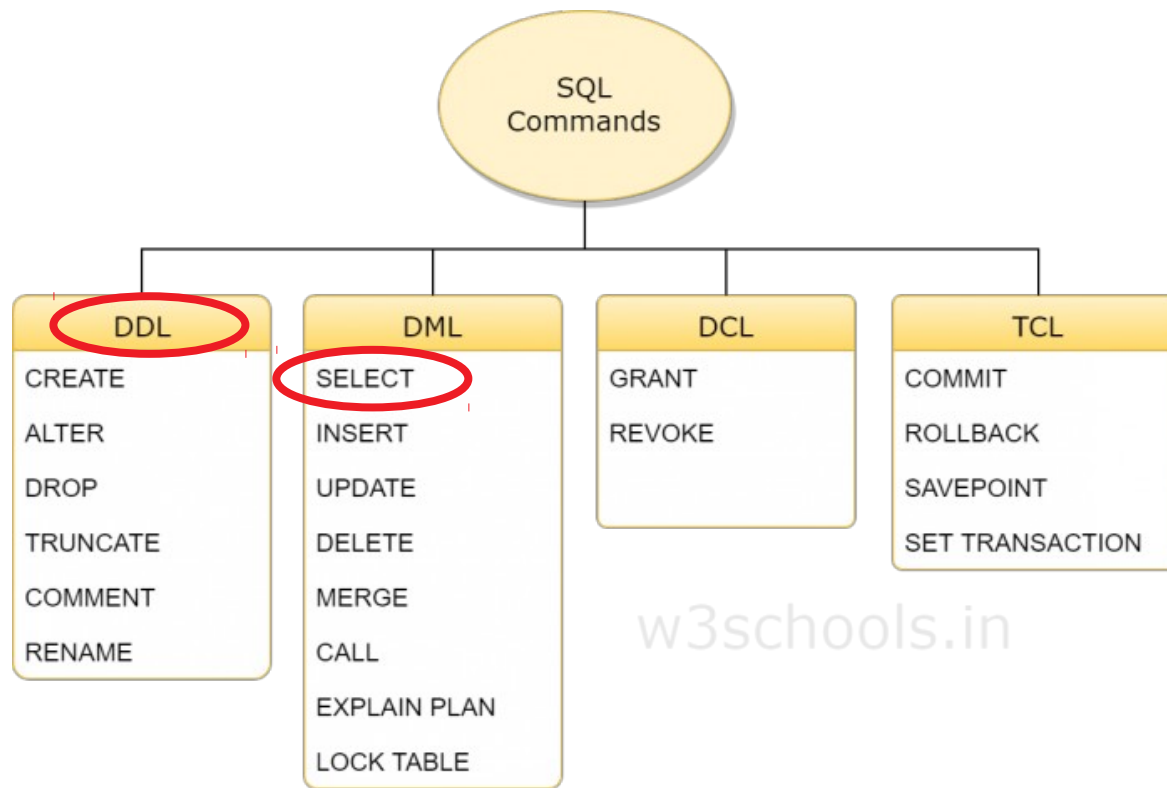 SQL
Commands
DDL
CREATE
ALTER
DROP
TRUNCATE
COMMENT
RENAME
DML
SELECT
INSERT
UPDATE
DELETE
MERGE
CALL
EXPLAIN PLAN
LOCK TABLE
DCL
GRANT
REVOKE
TCL
COMMIT
ROLLBACK
SAVEPOINT
SET TRANSACTION
w3schools.in